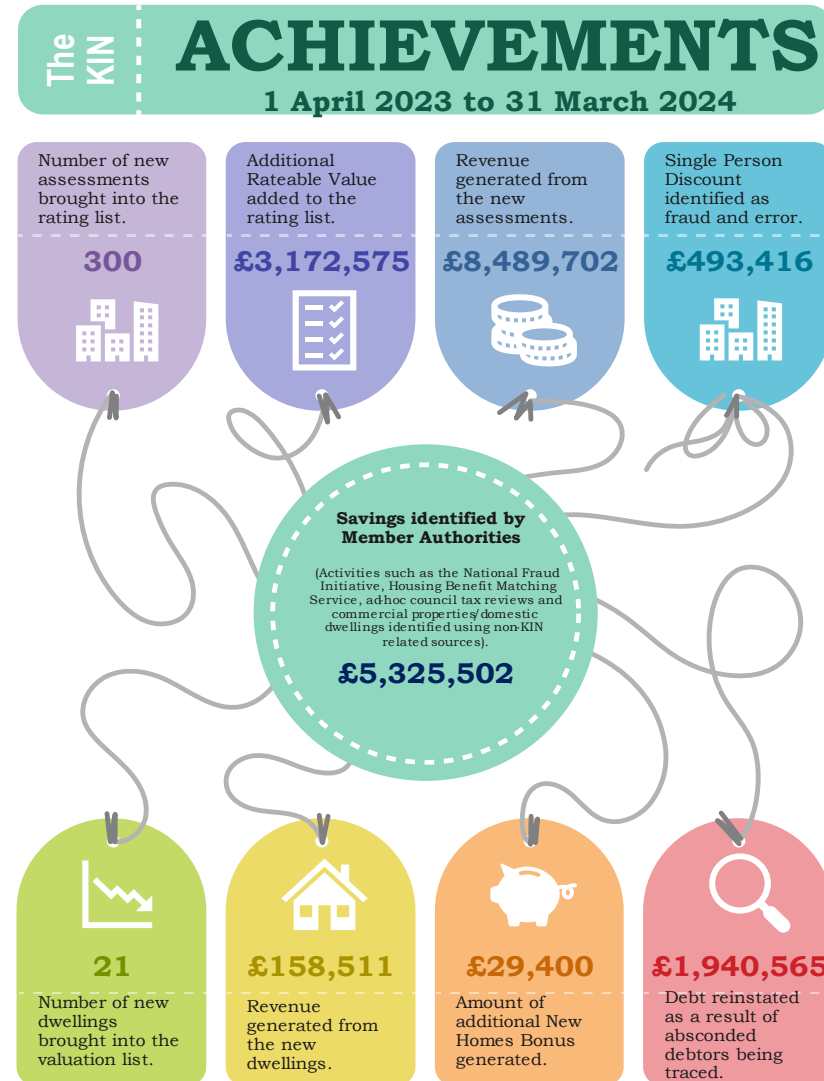 The
KIN
ACHIEVEMENTS
1 April 2023 to 31 March 2024
Number of new
assessments
brought into the
rating list.
300
Additional
Rateable Value
added to the
rating list.
£3,172,575
Revenue
generated from
the new
assessments.
£8,489,702
Single Person
Discount
identified as
fraud and error.
£493,416
Savings identified by
Member Authorities
(Activities such as the National Fraud
Initiative, Housing Benefit Matching
Service, ad-hoc council tax reviews and
commercial properties/domestic
dwellings identified using non-KIN
related sources).
£5,325,502
21
Number of new
dwellings
brought into the
valuation list.
£158,511
Revenue
generated from
the new
dwellings.
£29,400
Amount of
additional New
Homes Bonus
generated.
£1,940,565
Debt reinstated
as a result of
absconded
debtors being
traced.